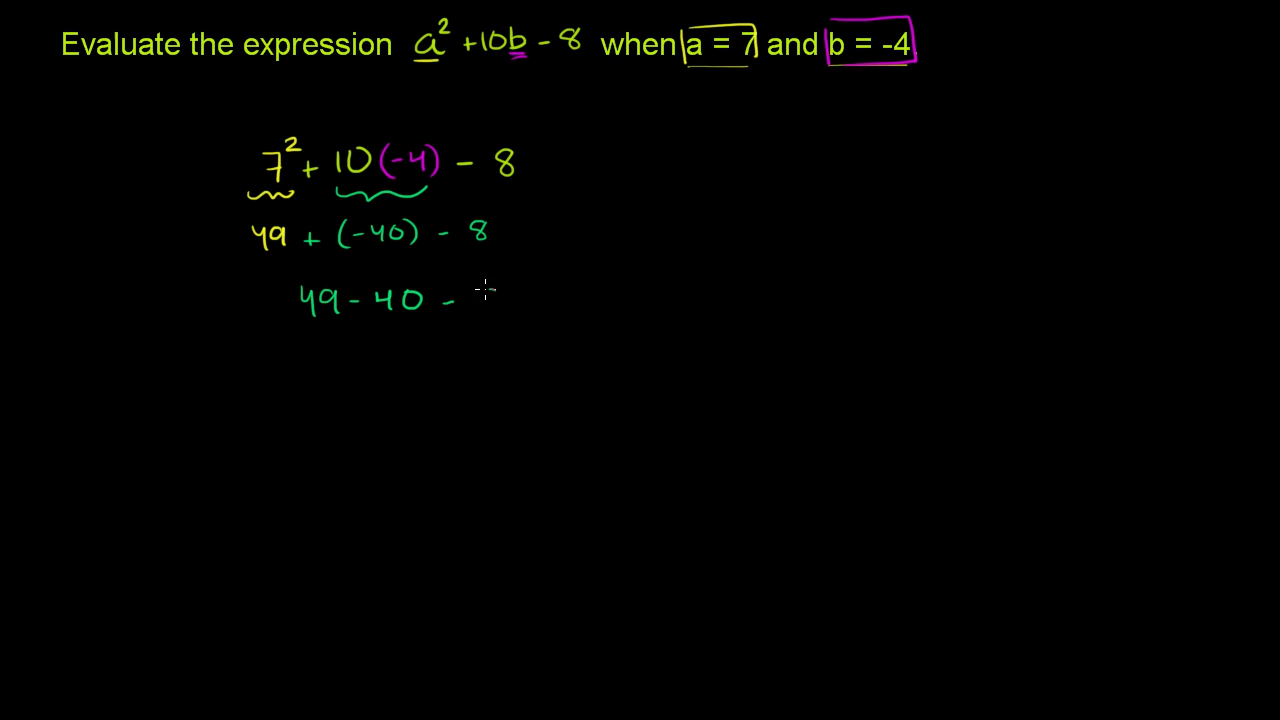 Evaluate the expression a² + 10b - 8 when a = 7 and b = -4.
7² + 10(-4) - 8
49 + (-40) - 8
49 - 40 -